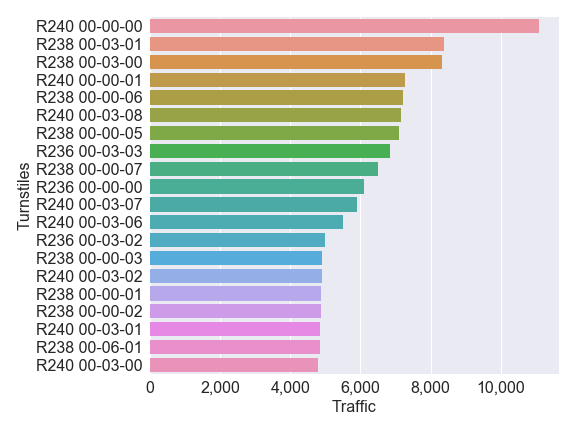 R240 00-00-00
R238 00-03-01
R238 00-03-00
R240 00-00-01
R238 00-00-06
R240 00-03-08
R238 00-00-05
R236 00-03-03
R238 00-00-07
R236 00-00-00
R240 00-03-07
R240 00-03-06
R236 00-03-02
R238 00-00-03
R240 00-03-02
R238 00-00-01
R238 00-00-02
R240 00-03-01
R238 00-06-01
R240 00-03-00
Turnstiles
0 2,000 4,000 6,000 8,000 10,000
Traffic